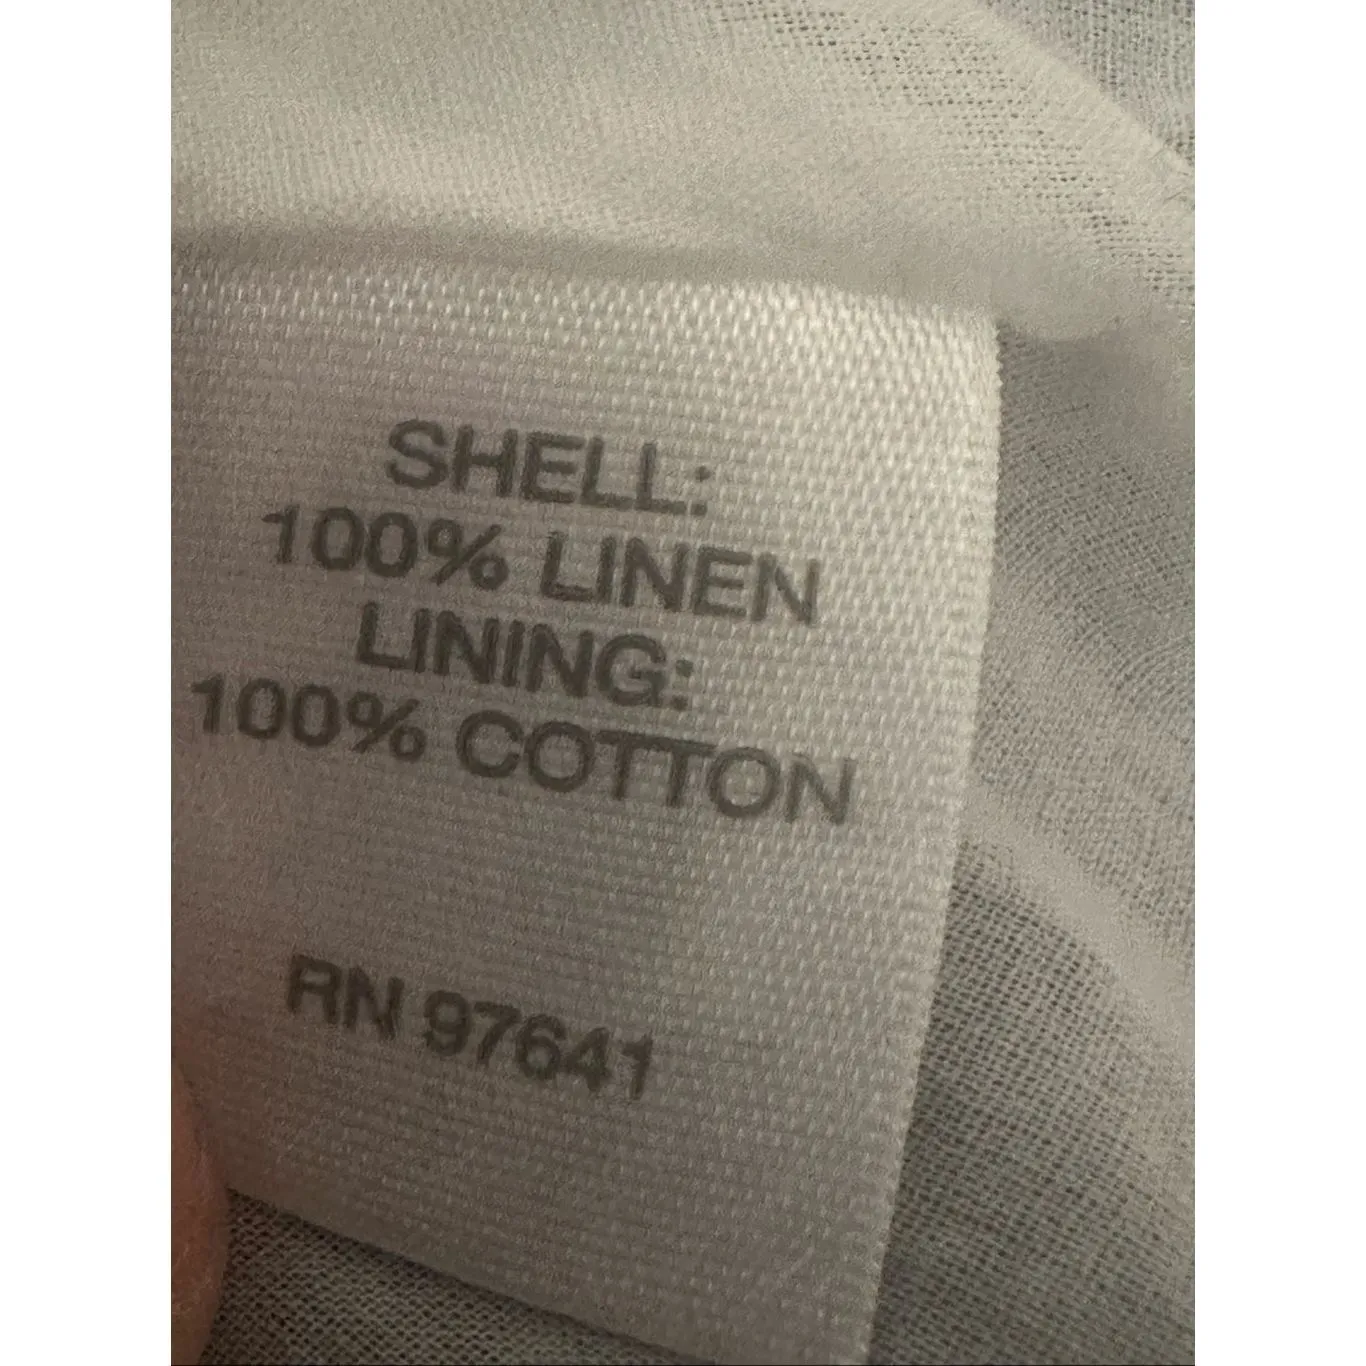 SHELL:
100% LINEN
LINING:
100% COTTON
RN 97641